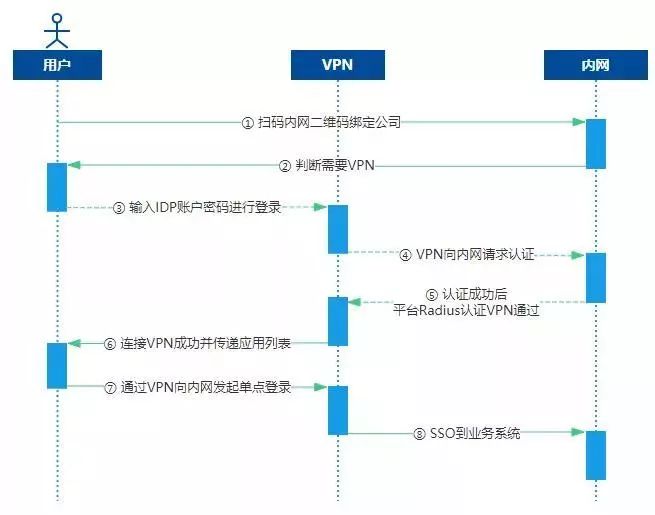 用户
VPN
内网
① 扫码内网二维码绑定公司
② 判断需要VPN
③ 输入IDP账户密码进行登录
④ VPN向内网请求认证
⑤ 认证成功后
平台Radius认证VPN通过
⑥ 连接VPN成功并传递应用列表
⑦ 通过VPN向内网发起单点登录
⑧ SSO到业务系统